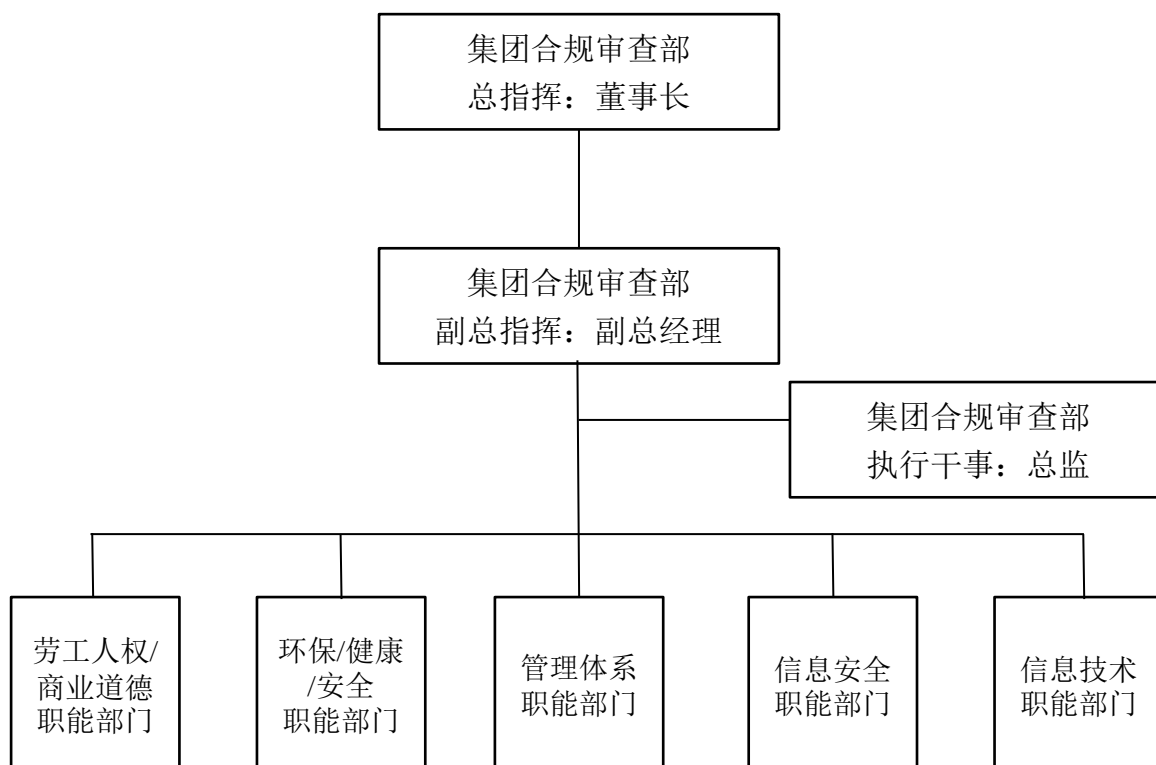 集团合规审查部
总指挥：董事长
集团合规审查部
副总指挥：副总经理
集团合规审查部
执行干事：总监
劳工人权/
商业道德
职能部门
环保/健康
/安全
职能部门
管理体系
职能部门
信息安全
职能部门
信息技术
职能部门